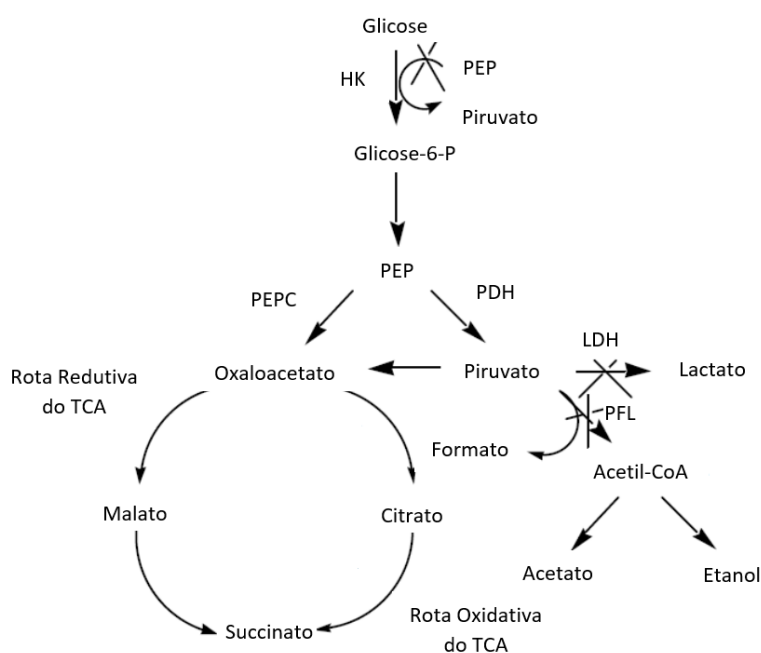 Glicose
HK
PEP
Piruvato
Glicose-6-P
PEP
PEPC
PDH
LDH
Rota Redutiva
do TCA
Oxaloacetato
Piruvato
Lactato
PFL
Formato
Acetil-CoA
Malato
Citrato
Acetato
Etanol
Rota Oxidativa
do TCA
Succinato